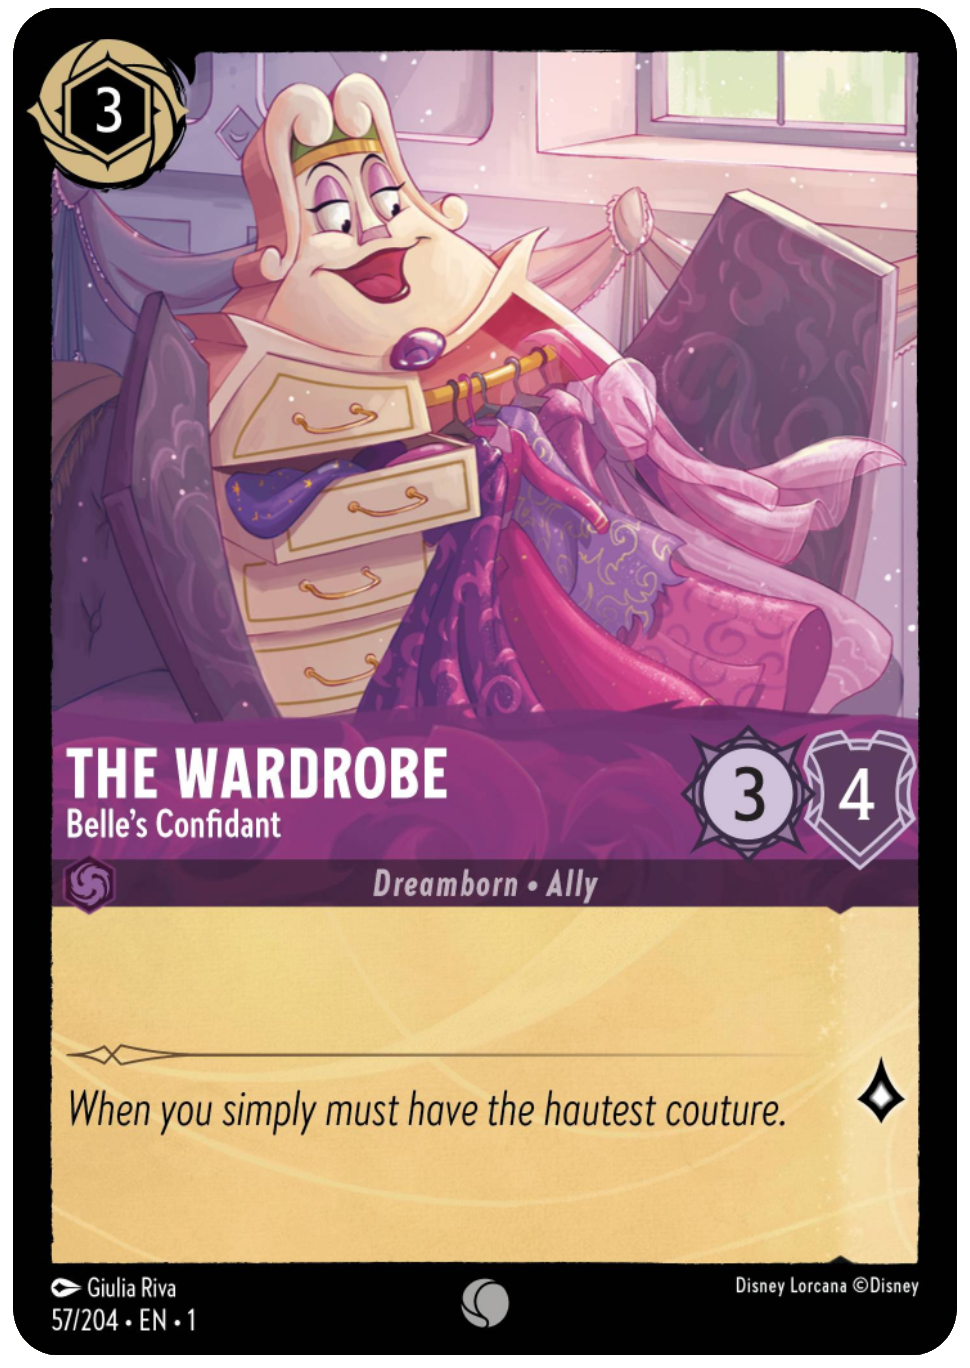 3
THE WARDROBE
Belle's Confidant
3
4
Dreamborn • Ally
When you simply must have the hautest couture.
Giulia Riva
57/204 • EN • 1
Disney Lorcana ©Disney